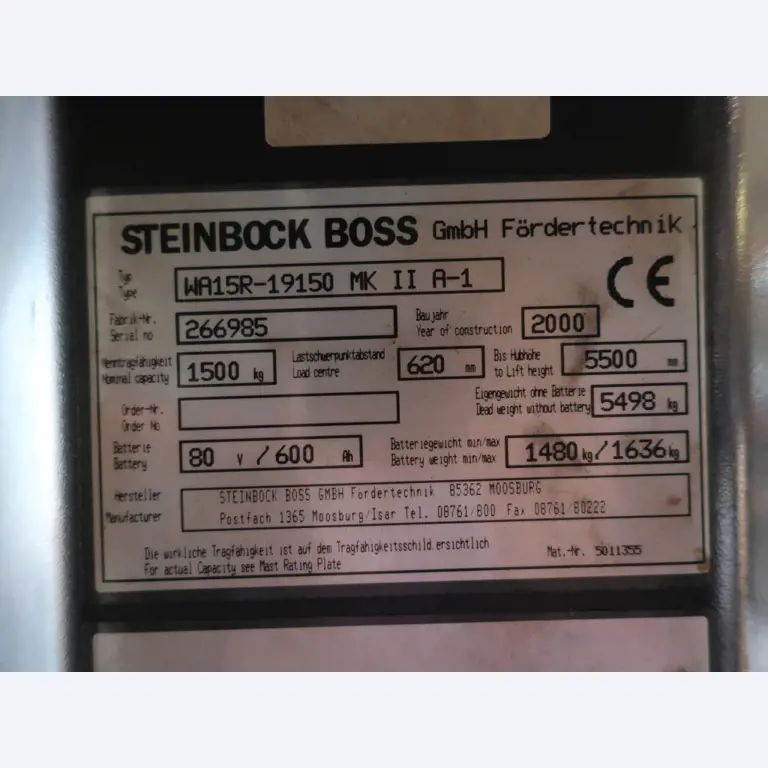 STEINBOCK BOSS GmbH Fördertechnik
Typ
Type
WA15R-19150 MK II A-1
CE
Fabrik-Nr.
Serial no
266985
Baujahr
Year of construction
2000
Nenntragfähigkeit
Nominal capacity
1500 kg
Lastschwerpunktabstand
Load centre
620 mm
Bis Hubhöhe
to Lift height
5500 mm
Order-Nr.
Order No
Eigengewicht ohne Batterie
Dead weight without battery
5498 kg
Batterie
Battery
80 V / 600 Ah
Batteriegewicht min/max
Battery weight min/max
1480 kg / 1636 kg
Hersteller
Manufacturer
STEINBOCK BOSS GMBH Fördertechnik 85362 MOOSBURG
Postfach 1365 Moosburg/Isar Tel. 08761/800 Fax 08761/80222
Die wirkliche Tragfähigkeit ist auf dem Tragfähigkeitsschild ersichtlich
For actual Capacity see Mast Rating Plate
Mat.-Nr. 5011355